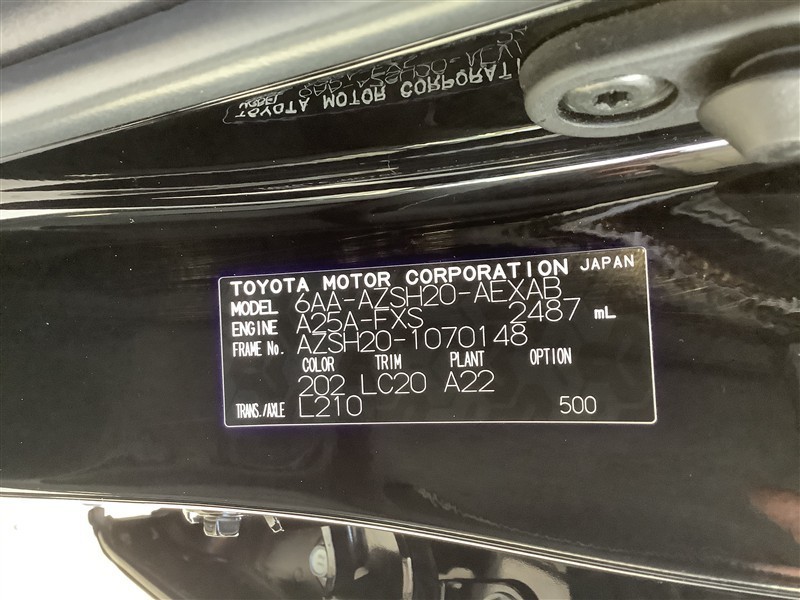 TOYOTA MOTOR CORPORATION JAPAN
MODEL 6AA-AZSH20-AEXAB
ENGINE A25A-FXS 2487 mL
FRAME No. AZSH20-1070148
COLOR TRIM PLANT OPTION
202 LC20 A22
TRANS./AXLE L210 500